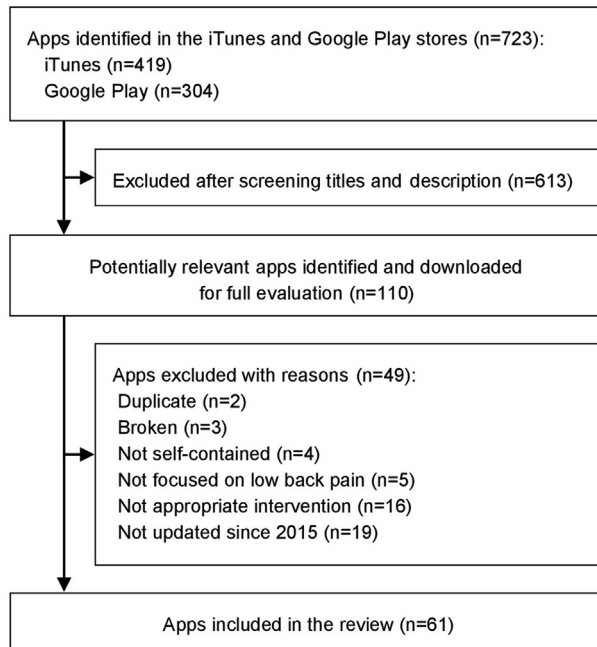 Apps identified in the iTunes and Google Play stores (n=723):
iTunes (n=419)
Google Play (n=304)
Excluded after screening titles and description (n=613)
Potentially relevant apps identified and downloaded
for full evaluation (n=110)
Apps excluded with reasons (n=49):
Duplicate (n=2)
Broken (n=3)
Not self-contained (n=4)
Not focused on low back pain (n=5)
Not appropriate intervention (n=16)
Not updated since 2015 (n=19)
Apps included in the review (n=61)